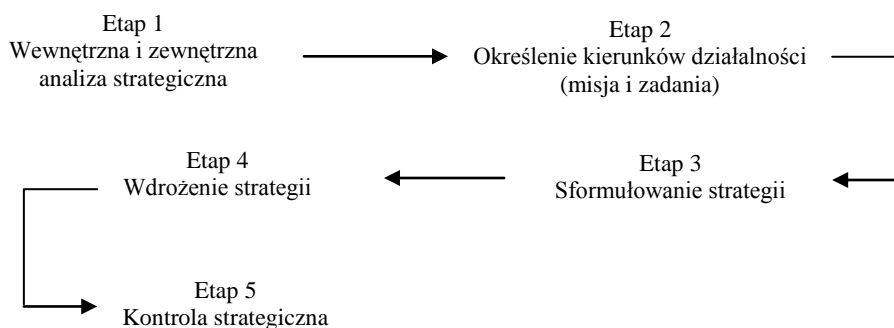 Etap 1
Wewnętrzna i zewnętrzna
analiza strategiczna
Etap 2
Określenie kierunków działalności
(misja i zadania)
Etap 3
Sformułowanie strategii
Etap 4
Wdrożenie strategii
Etap 5
Kontrola strategiczna